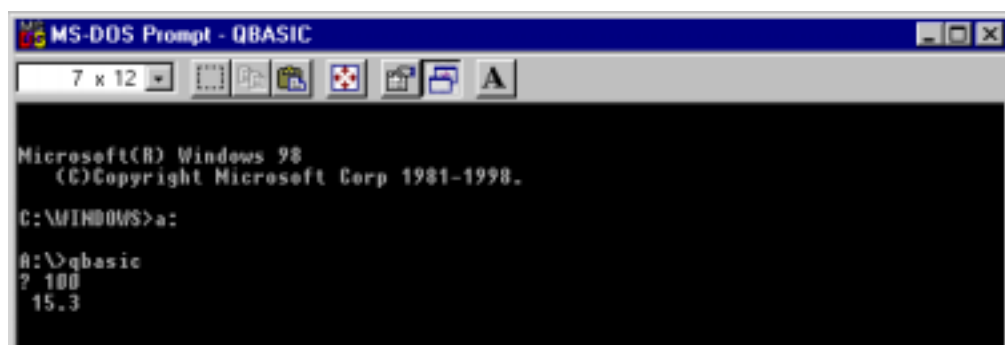 MS-DOS Prompt - QBASIC
7 x 12
A
Microsoft(R) Windows 98
(C)Copyright Microsoft Corp 1981-1998.
C:\WINDOWS>a:
A:\>qbasic
? 100
15.3